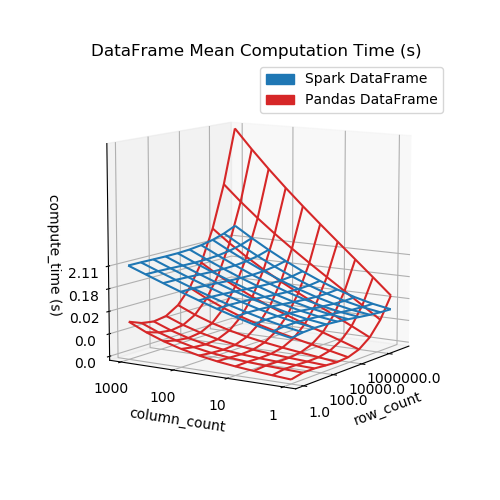 DataFrame Mean Computation Time (s)
Spark DataFrame
Pandas DataFrame
compute_time (s)
2.11
0.18
0.02
0.0
0.0
1000
100
10
1
column_count
1.0
100.0
10000.0
1000000.0
row_count